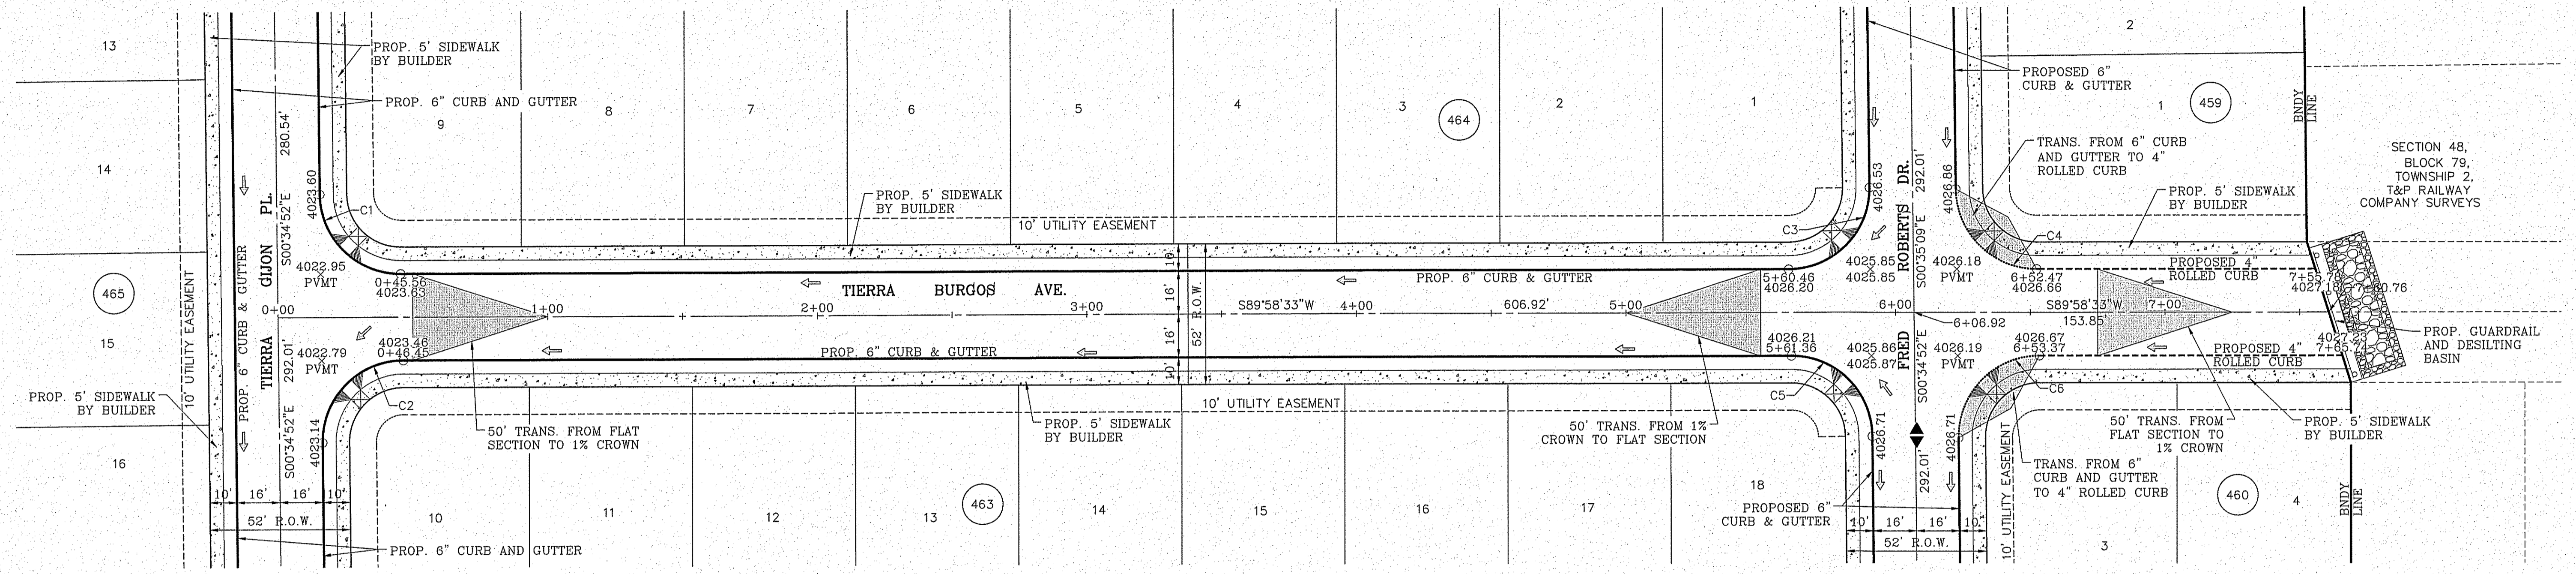 13
14
15
16
465
10' UTILITY EASEMENT
PROP. 5' SIDEWALK
BY BUILDER
PROP. 5' SIDEWALK
BY BUILDER
PROP. 6" CURB AND GUTTER
PROP. 6" CURB & GUTTER
TIERRA GIJON PL.
280.54'
S00°34'52"E
292.01'
S00°34'52"E
9
8
7
6
5
4
3
2
1
464
4023.60
C1
4022.95
PVMT
0+45.56
4023.63
0+00
4022.79
PVMT
4023.46
0+46.45
4023.14
C2
10'
16'
16'
10'
52' R.O.W.
PROP. 6" CURB AND GUTTER
50' TRANS. FROM FLAT
SECTION TO 1% CROWN
1+00
2+00
3+00
4+00
5+00
6+00
7+00
TIERRA BURGOS AVE.
PROP. 5' SIDEWALK
BY BUILDER
10' UTILITY EASEMENT
PROP. 6" CURB & GUTTER
PROP. 6" CURB & GUTTER
16'
16'
16'
10'
52' R.O.W.
S89°58'33"W
606.92'
PROP. 5' SIDEWALK
BY BUILDER
10' UTILITY EASEMENT
10
11
12
13
14
15
16
17
18
463
50' TRANS. FROM 1%
CROWN TO FLAT SECTION
C3
5+60.46
4026.20
4026.21
5+61.36
C5
4026.53
4025.85
4025.85
4025.86
4025.87
4026.71
FRED ROBERTS DR.
292.01'
S00°35'09"E
S00°34'52"E
292.01'
6+06.92
4026.86
4026.18
PVMT
4026.19
PVMT
4026.71
PROPOSED 6"
CURB & GUTTER
PROPOSED 6"
CURB & GUTTER
10'
16'
16'
10'
52' R.O.W.
10' UTILITY EASEMENT
TRANS. FROM 6" CURB
AND GUTTER TO 4"
ROLLED CURB
C4
6+52.47
4026.66
4026.67
6+53.37
C6
PROP. 5' SIDEWALK
BY BUILDER
PROPOSED 4"
ROLLED CURB
S89°58'33"W
153.85'
PROPOSED 4"
ROLLED CURB
50' TRANS. FROM
FLAT SECTION TO
1% CROWN
TRANS. FROM 6"
CURB AND GUTTER
TO 4" ROLLED CURB
PROP. 5' SIDEWALK
BY BUILDER
2
1
459
460
4
3
BNDY
LINE
BNDY
LINE
SECTION 48,
BLOCK 79,
TOWNSHIP 2,
T&P RAILWAY
COMPANY SURVEYS
PROP. GUARDRAIL
AND DESILTING
BASIN